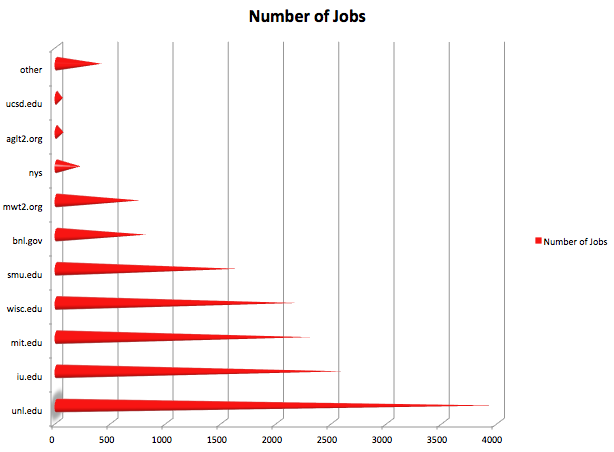 Number of Jobs
other
ucsd.edu
aglt2.org
nys
mwt2.org
bnl.gov
smu.edu
wisc.edu
mit.edu
iu.edu
unl.edu
Number of Jobs
0 500 1000 1500 2000 2500 3000 3500 4000